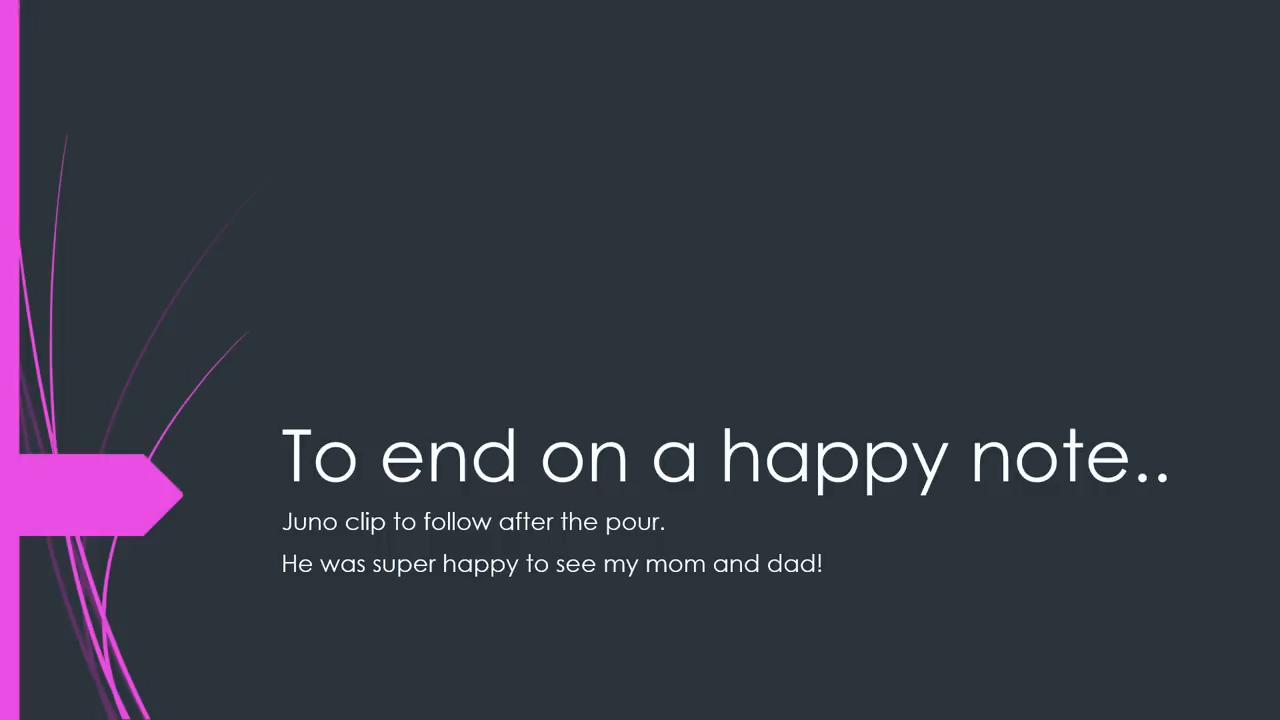 To end on a happy note..
Juno clip to follow after the pour.
He was super happy to see my mom and dad!